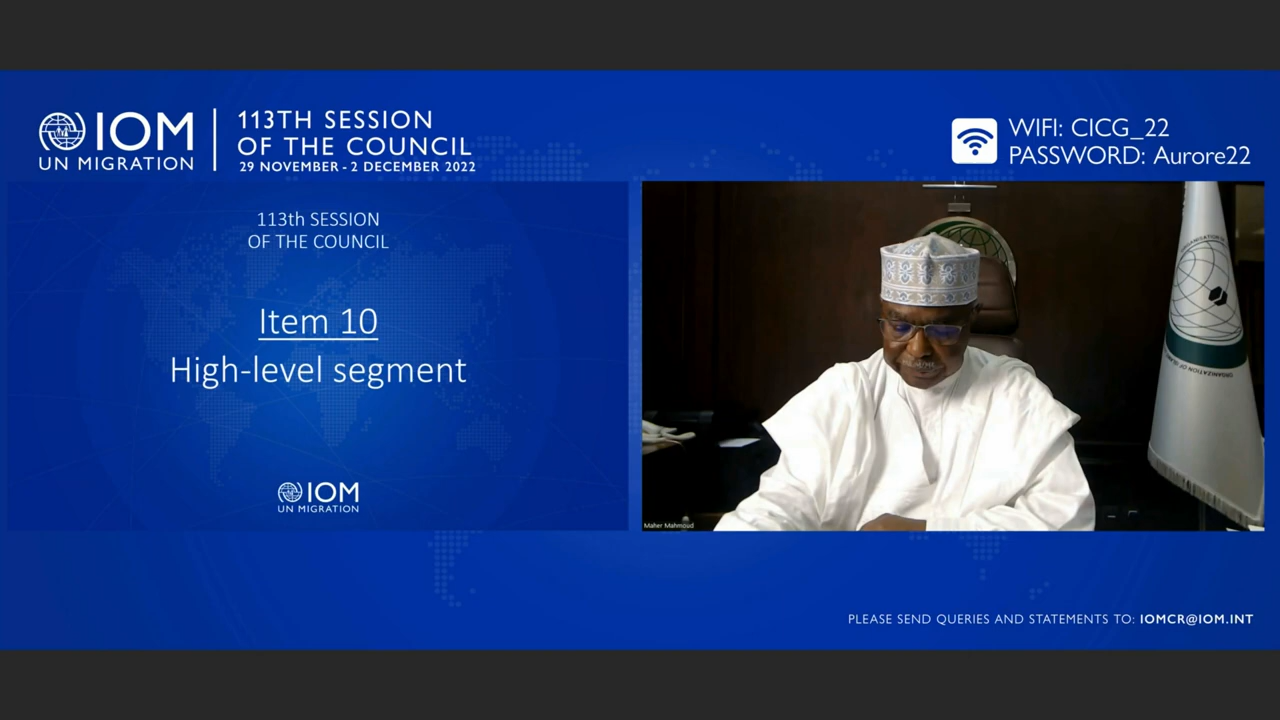 IOM
UN MIGRATION
113TH SESSION
OF THE COUNCIL
29 NOVEMBER - 2 DECEMBER 2022
WIFI: CICG_22
PASSWORD: Aurore22
113th SESSION
OF THE COUNCIL
Item 10
High-level segment
IOM
UN MIGRATION
Maher Mahmoud
PLEASE SEND QUERIES AND STATEMENTS TO: IOMCR@IOM.INT